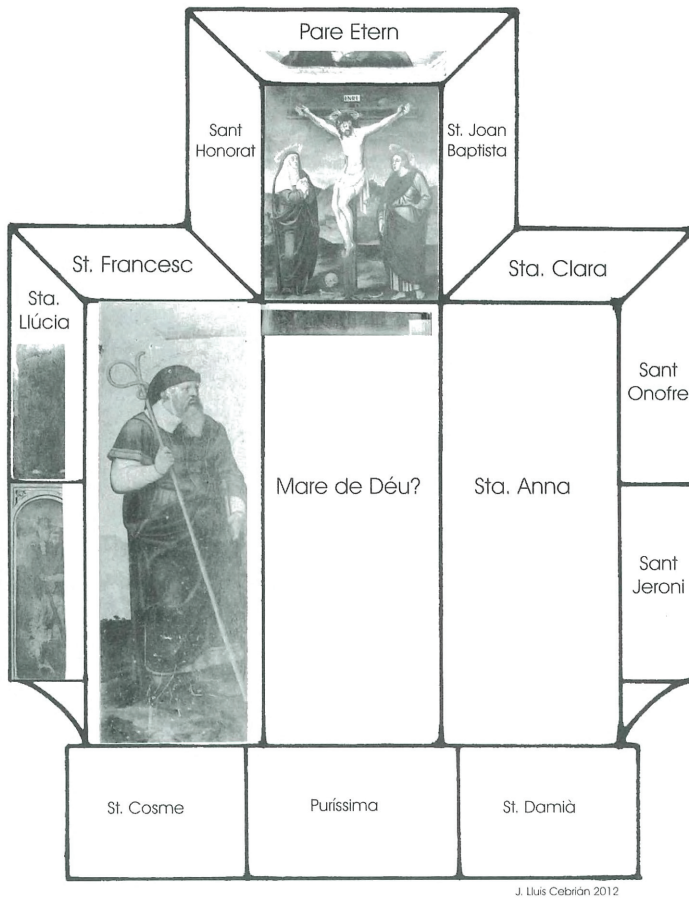 Pare Etern
Sant
Honorat
INRI
St. Joan
Baptista
St. Francesc
Sta. Clara
Sta.
Llúcia
Sant
Onofre
Mare de Déu?
Sta. Anna
Sant
Jeroni
St. Cosme
Puríssima
St. Damià
J. Lluis Cebrián 2012